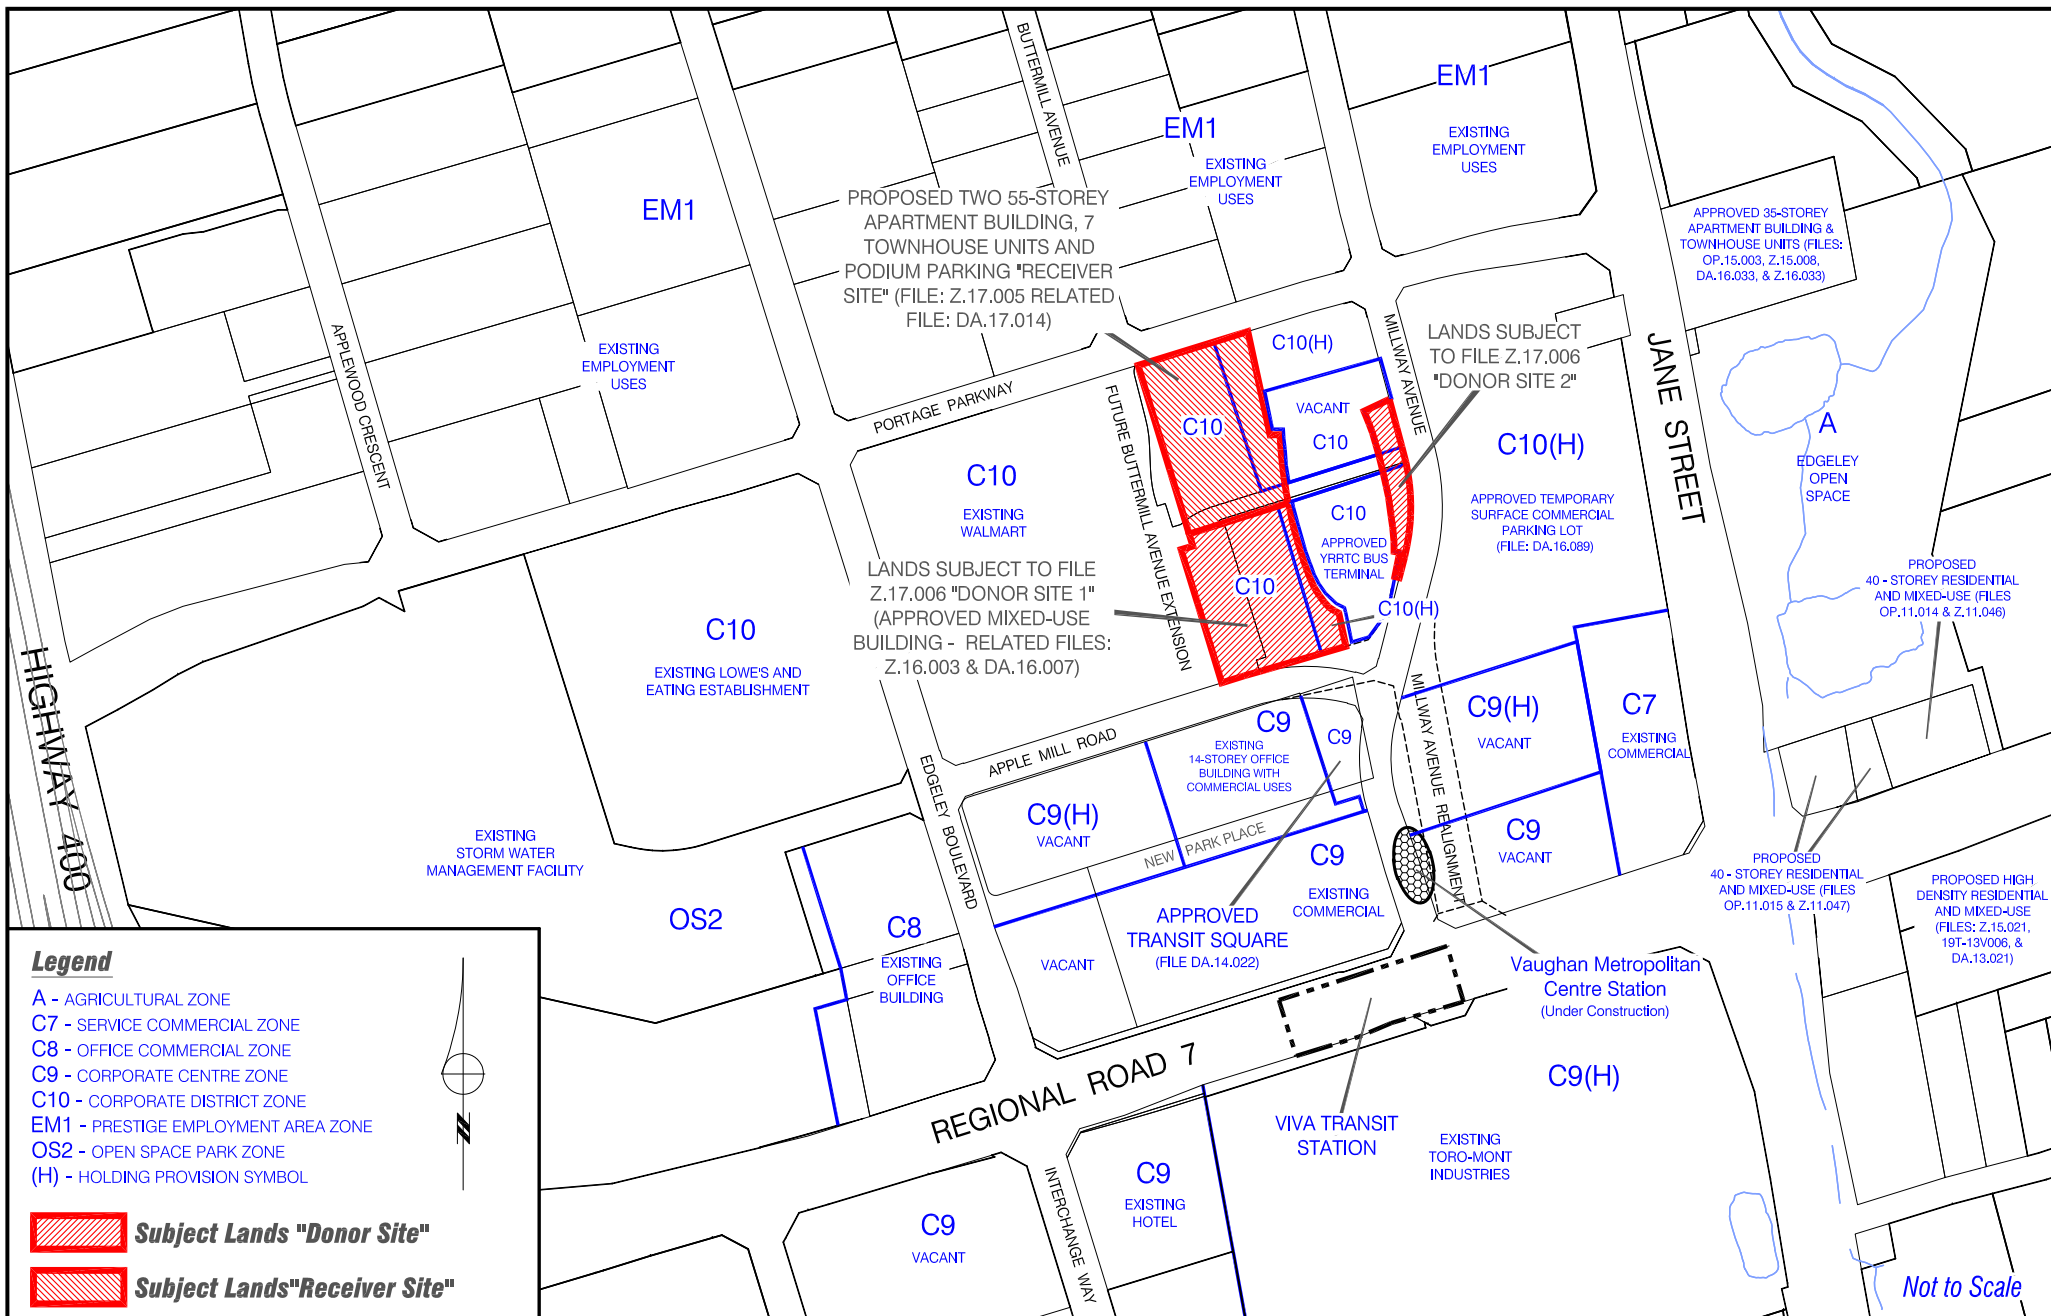 BUTTERMILL AVENUE
EM1
EXISTING
EMPLOYMENT
USES
EM1
EXISTING
EMPLOYMENT
USES
EM1
EXISTING
EMPLOYMENT
USES
PROPOSED TWO 55-STOREY
APARTMENT BUILDING, 7
TOWNHOUSE UNITS AND
PODIUM PARKING "RECEIVER
SITE" (FILE: Z.17.005 RELATED
FILE: DA.17.014)
APPROVED 35-STOREY
APARTMENT BUILDING &
TOWNHOUSE UNITS (FILES:
OP.15.003, Z.15.008,
DA.16.033, & Z.16.033)
APPLEWOOD CRESCENT
PORTAGE PARKWAY
FUTURE BUTTERMILL AVENUE EXTENSION
MILLWAY AVENUE
LANDS SUBJECT
TO FILE Z.17.006
"DONOR SITE 2"
JANE STREET
C10(H)
VACANT
C10
C10
C10
EXISTING
WALMART
C10(H)
APPROVED TEMPORARY
SURFACE COMMERCIAL
PARKING LOT
(FILE: DA.16.089)
A
EDGELEY
OPEN
SPACE
C10
APPROVED
YRRTC BUS
TERMINAL
C10
C10(H)
LANDS SUBJECT TO FILE
Z.17.006 "DONOR SITE 1"
(APPROVED MIXED-USE
BUILDING - RELATED FILES:
Z.16.003 & DA.16.007)
PROPOSED
40 - STOREY RESIDENTIAL
AND MIXED-USE (FILES
OP.11.014 & Z.11.046)
C10
EXISTING LOWE'S AND
EATING ESTABLISHMENT
HIGHWAY 400
EDGELEY BOULEVARD
APPLE MILL ROAD
C9
EXISTING
14-STOREY OFFICE
BUILDING WITH
COMMERCIAL USES
C9
MILLWAY AVENUE REALIGNMENT
C9(H)
VACANT
C7
EXISTING
COMMERCIAL
C9(H)
VACANT
NEW PARK PLACE
C9
EXISTING
COMMERCIAL
C9
VACANT
EXISTING
STORM WATER
MANAGEMENT FACILITY
OS2
C8
EXISTING
OFFICE
BUILDING
VACANT
APPROVED
TRANSIT SQUARE
(FILE DA.14.022)
PROPOSED
40 - STOREY RESIDENTIAL
AND MIXED-USE (FILES
OP.11.015 & Z.11.047)
PROPOSED HIGH
DENSITY RESIDENTIAL
AND MIXED-USE
(FILES: Z.15.021,
19T-13V006, &
DA.13.021)
Vaughan Metropolitan
Centre Station
(Under Construction)
REGIONAL ROAD 7
C9(H)
VIVA TRANSIT
STATION
EXISTING
TORO-MONT
INDUSTRIES
INTERCHANGE WAY
C9
EXISTING
HOTEL
C9
VACANT
Legend
A - AGRICULTURAL ZONE
C7 - SERVICE COMMERCIAL ZONE
C8 - OFFICE COMMERCIAL ZONE
C9 - CORPORATE CENTRE ZONE
C10 - CORPORATE DISTRICT ZONE
EM1 - PRESTIGE EMPLOYMENT AREA ZONE
OS2 - OPEN SPACE PARK ZONE
(H) - HOLDING PROVISION SYMBOL
N
Subject Lands "Donor Site"
Subject Lands"Receiver Site"
Not to Scale